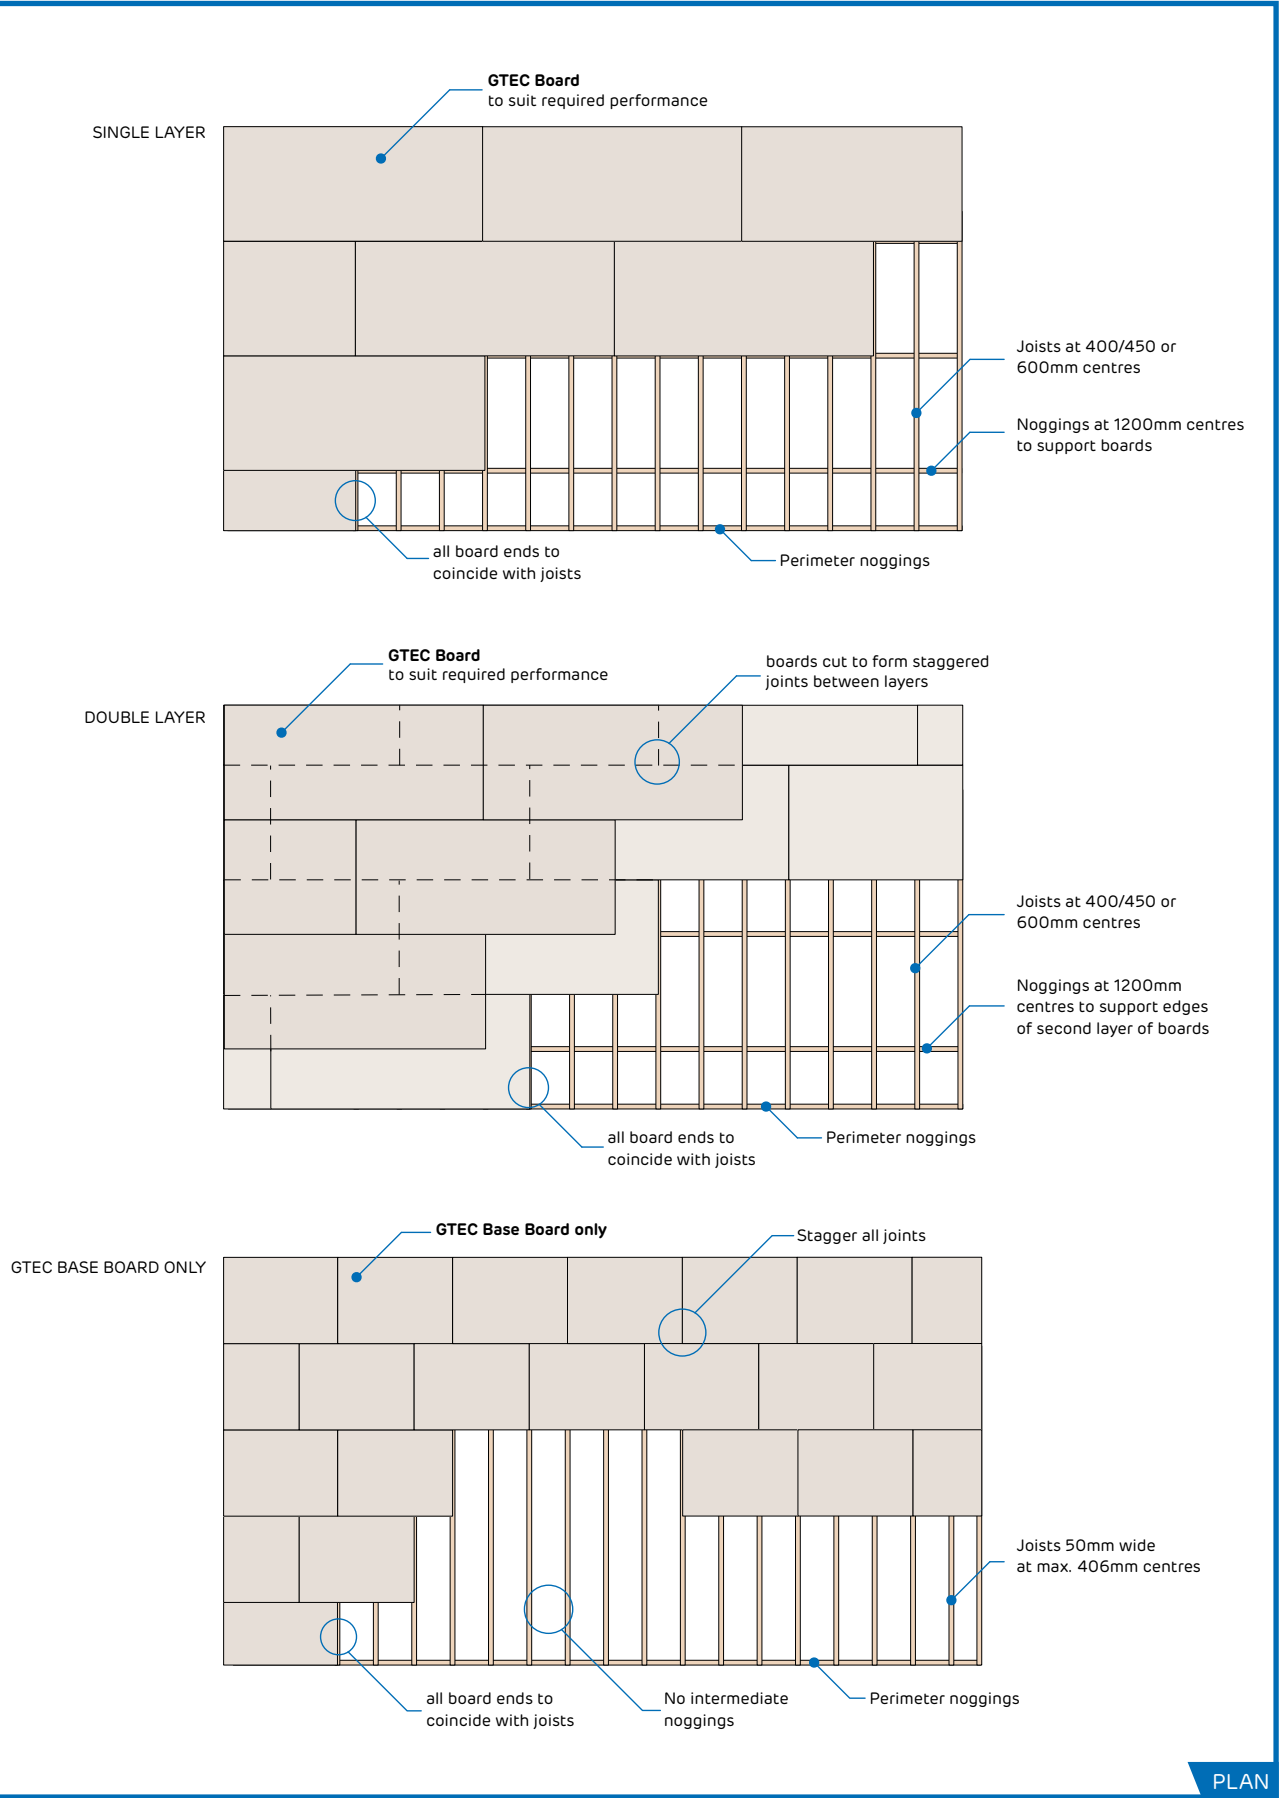 GTEC Board
to suit required performance
SINGLE LAYER
Joists at 400/450 or
600mm centres
Noggings at 1200mm centres
to support boards
all board ends to
coincide with joists
Perimeter noggings
GTEC Board
to suit required performance
boards cut to form staggered
joints between layers
DOUBLE LAYER
Joists at 400/450 or
600mm centres
Noggings at 1200mm
centres to support edges
of second layer of boards
all board ends to
coincide with joists
Perimeter noggings
GTEC Base Board only
Stagger all joints
GTEC BASE BOARD ONLY
Joists 50mm wide
at max. 406mm centres
all board ends to
coincide with joists
No intermediate
noggings
Perimeter noggings
PLAN